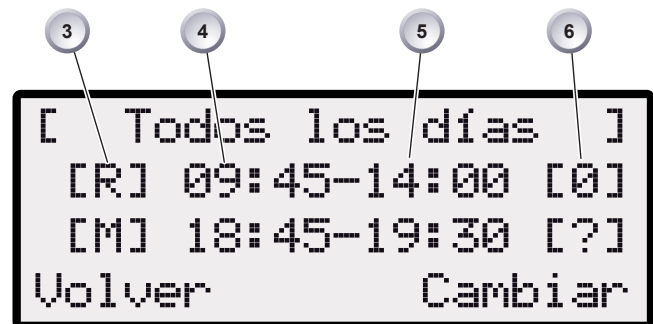 3 4 5 6
[ Todos los días ]
[R] 09:45-14:00 [0]
[M] 18:45-19:30 [?]
Volver Cambiar